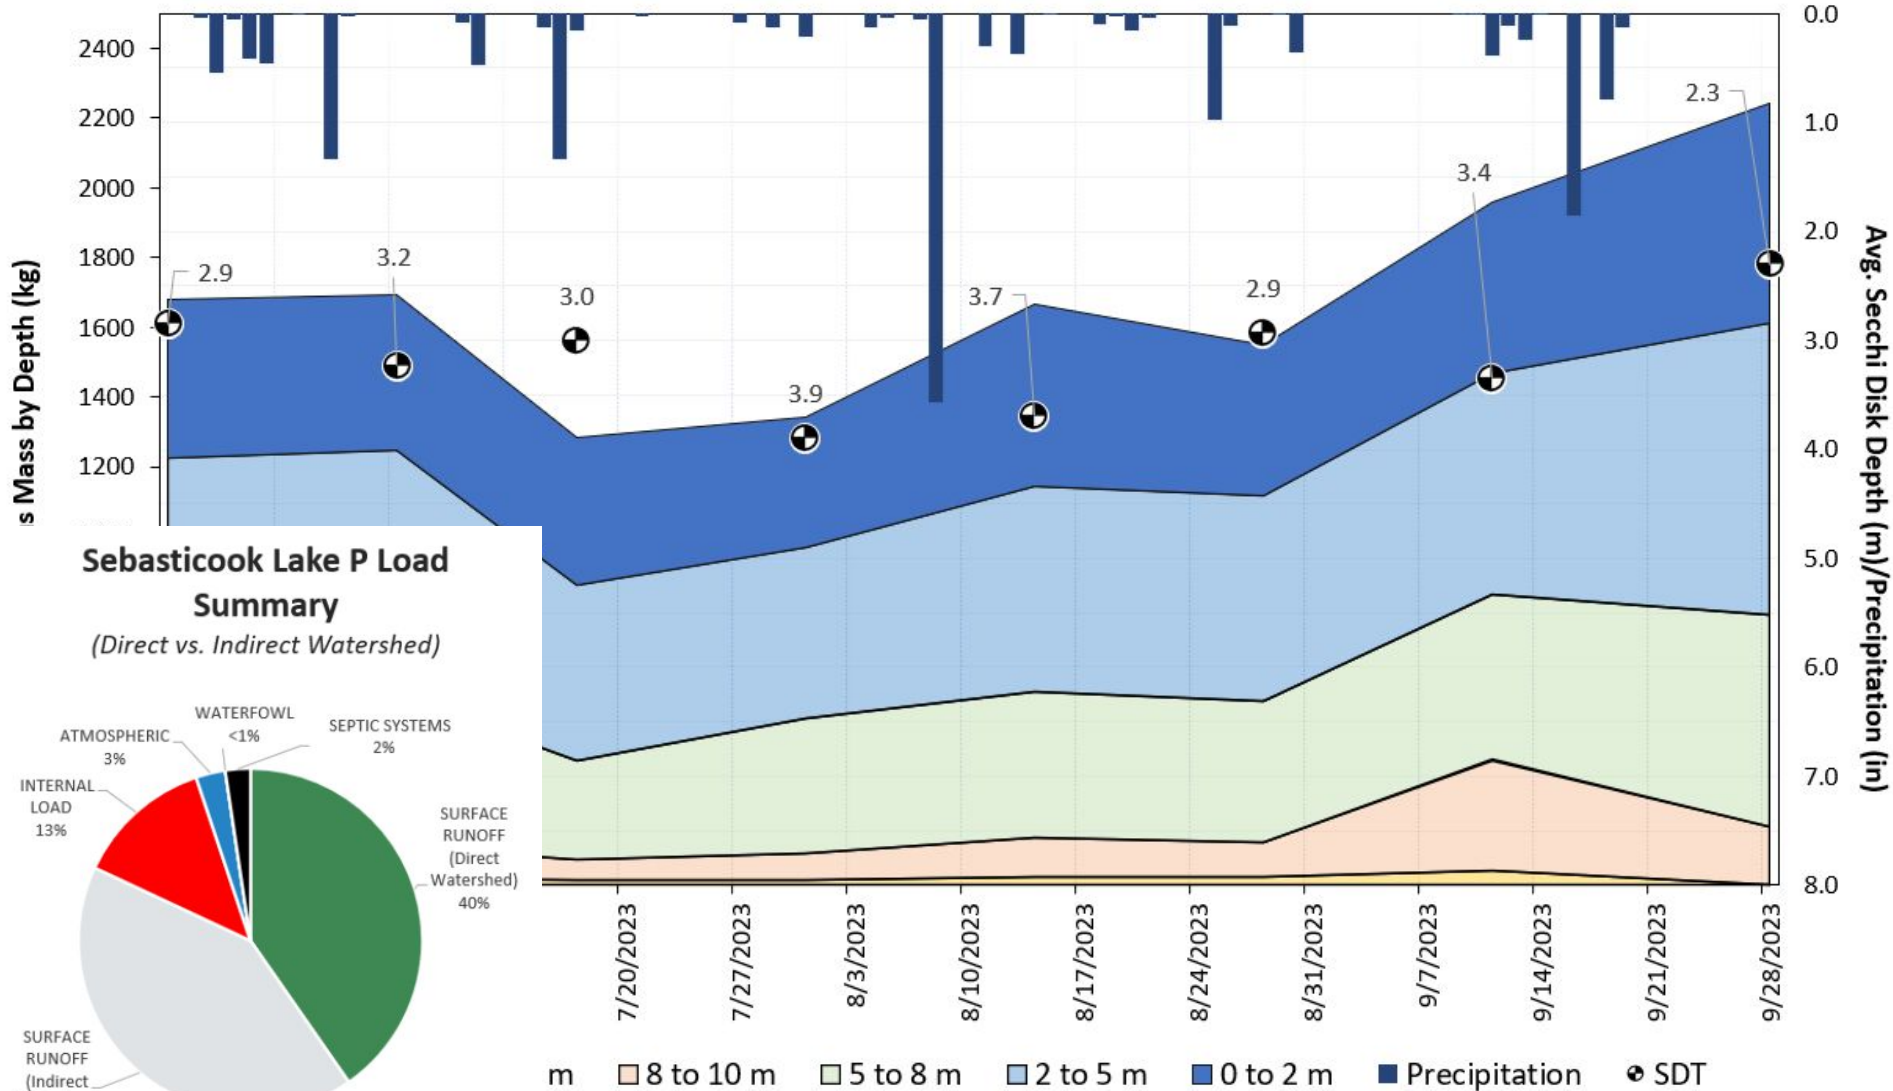 2400
2200
2000
1800
1600
1400
1200
s Mass by Depth (kg)
0.0
1.0
2.0
3.0
4.0
5.0
6.0
7.0
8.0
Avg. Secchi Disk Depth (m)/Precipitation (in)
2.9
3.2
3.0
3.9
3.7
2.9
3.4
2.3
7/20/2023
7/27/2023
8/3/2023
8/10/2023
8/17/2023
8/24/2023
8/31/2023
9/7/2023
9/14/2023
9/21/2023
9/28/2023
m
8 to 10 m
5 to 8 m
2 to 5 m
0 to 2 m
Precipitation
SDT
Sebasticook Lake P Load
Summary
(Direct vs. Indirect Watershed)
WATERFOWL
<1%
SEPTIC SYSTEMS
2%
ATMOSPHERIC
3%
INTERNAL
LOAD
13%
SURFACE
RUNOFF
(Direct
Watershed)
40%
SURFACE
RUNOFF
(Indirect